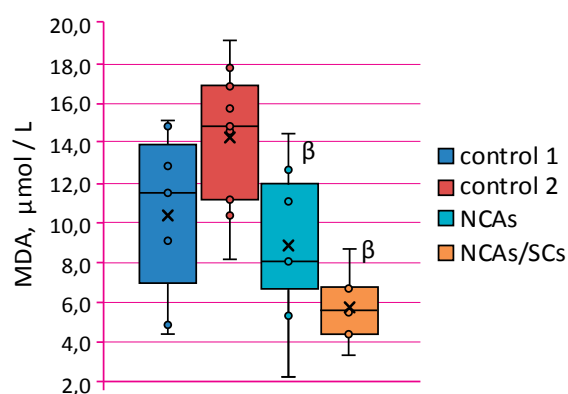 20,0
18,0
16,0
14,0
12,0
10,0
8,0
6,0
4,0
2,0
MDA, µmol / L
β
β
control 1
control 2
NCAs
NCAs/SCs